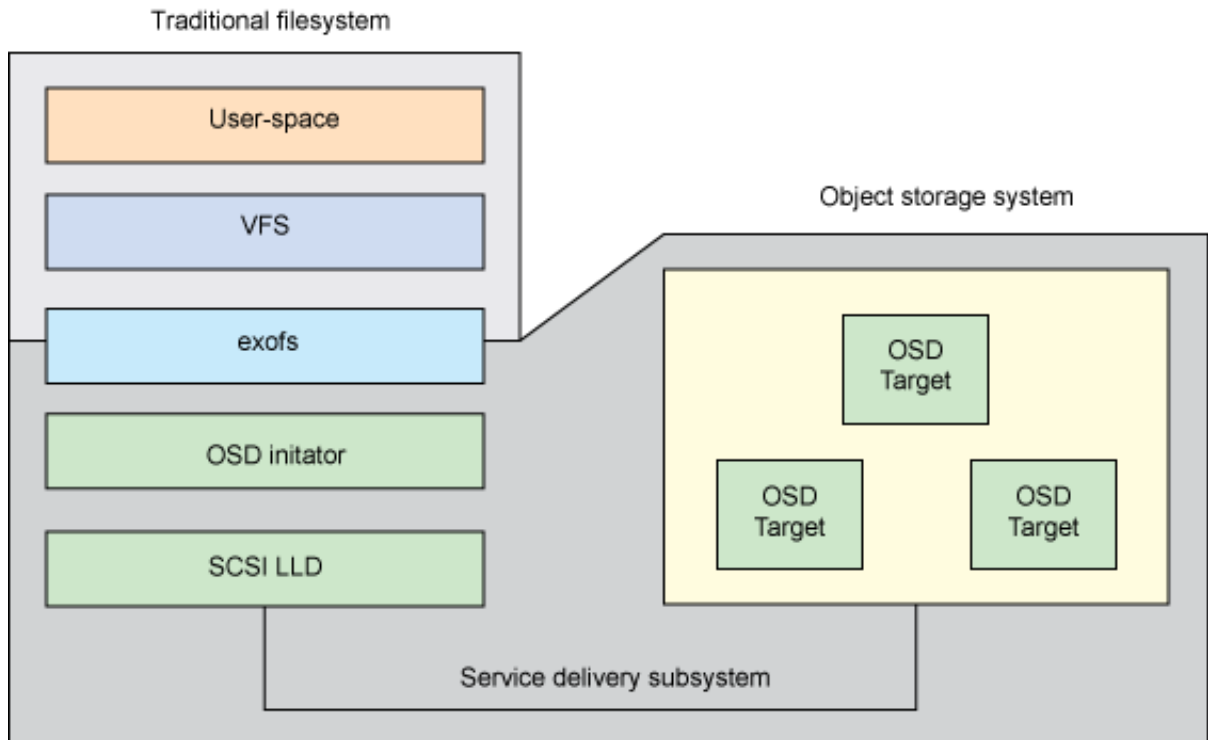 Traditional filesystem
User-space
VFS
exofs
OSD initator
SCSI LLD
Object storage system
OSD
Target
OSD
Target
OSD
Target
Service delivery subsystem